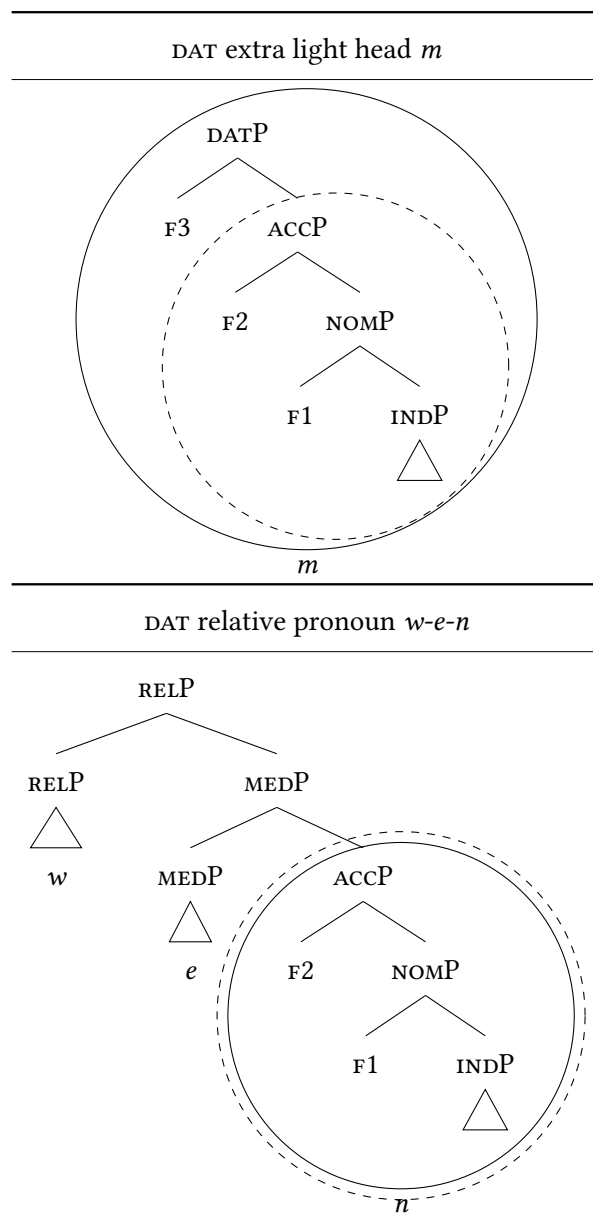 DAT extra light head m
DATP
F3 ACCP
F2 NOMP
F1 INDP
m
DAT relative pronoun w-e-n
RELP
RELP MEDP
w MEDP ACCP
e F2 NOMP
F1 INDP
n